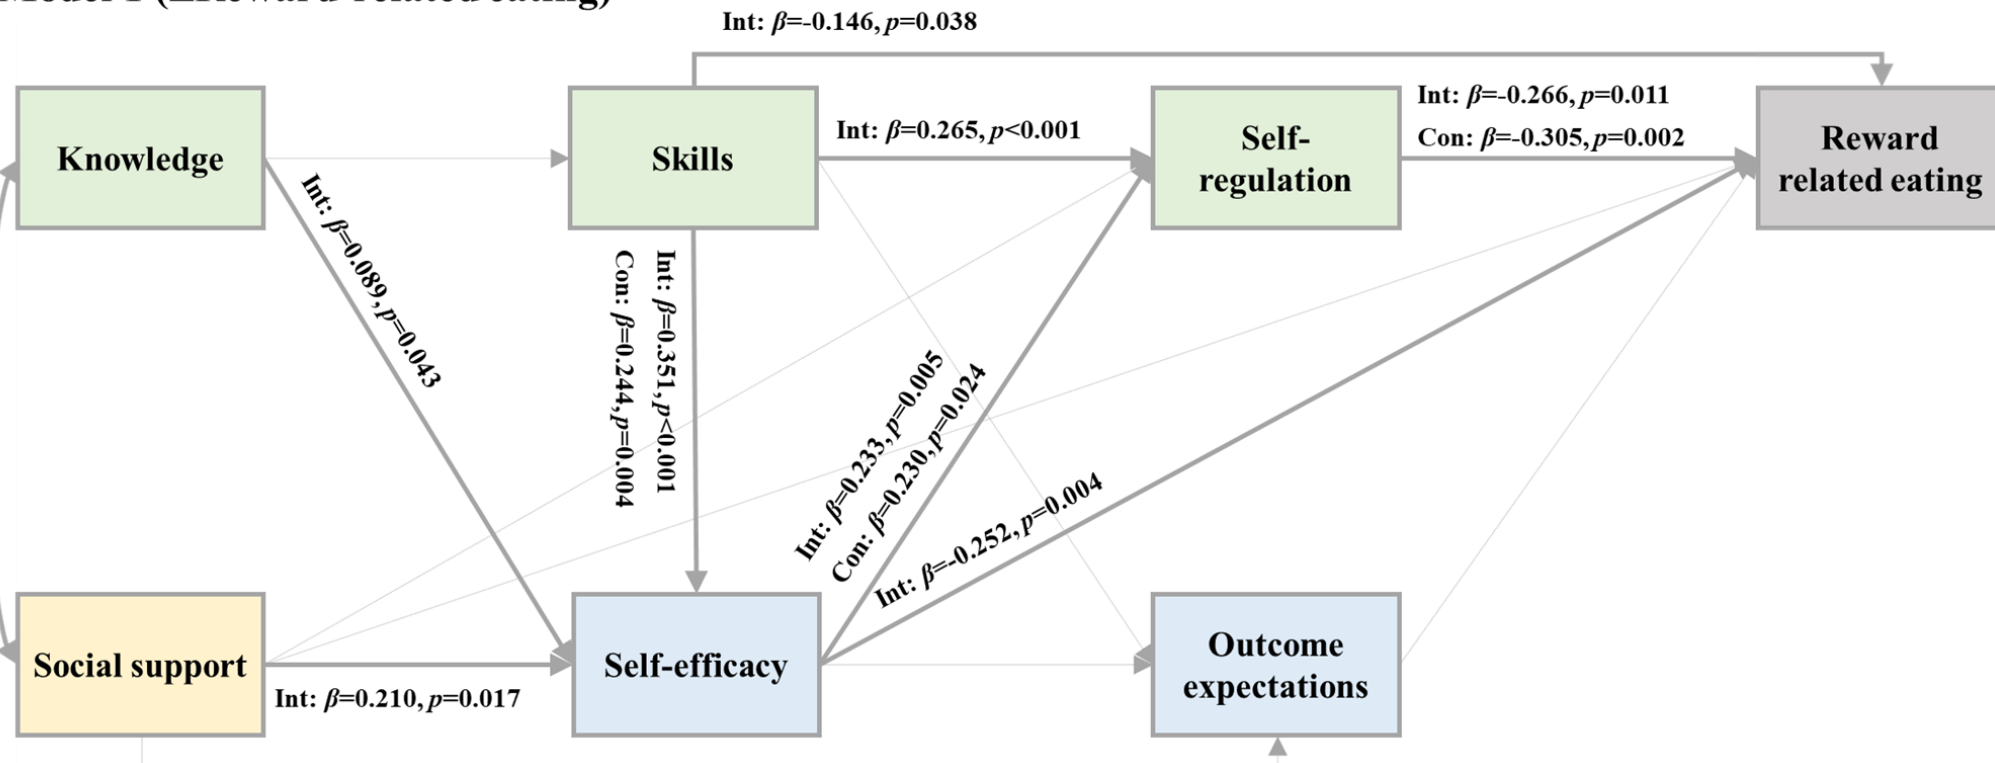 Int: β=-0.146, p=0.038
Knowledge
Skills
Int: β=0.265, p<0.001
Self-
regulation
Int: β=-0.266, p=0.011
Con: β=-0.305, p=0.002
Reward
related eating
Int: β=0.089, p=0.043
Int: β=0.351, p<0.001
Con: β=0.244, p=0.004
Int: β=0.233, p=0.005
Con: β=0.230, p=0.024
Int: β=-0.252, p=0.004
Social support
Int: β=0.210, p=0.017
Self-efficacy
Outcome
expectations